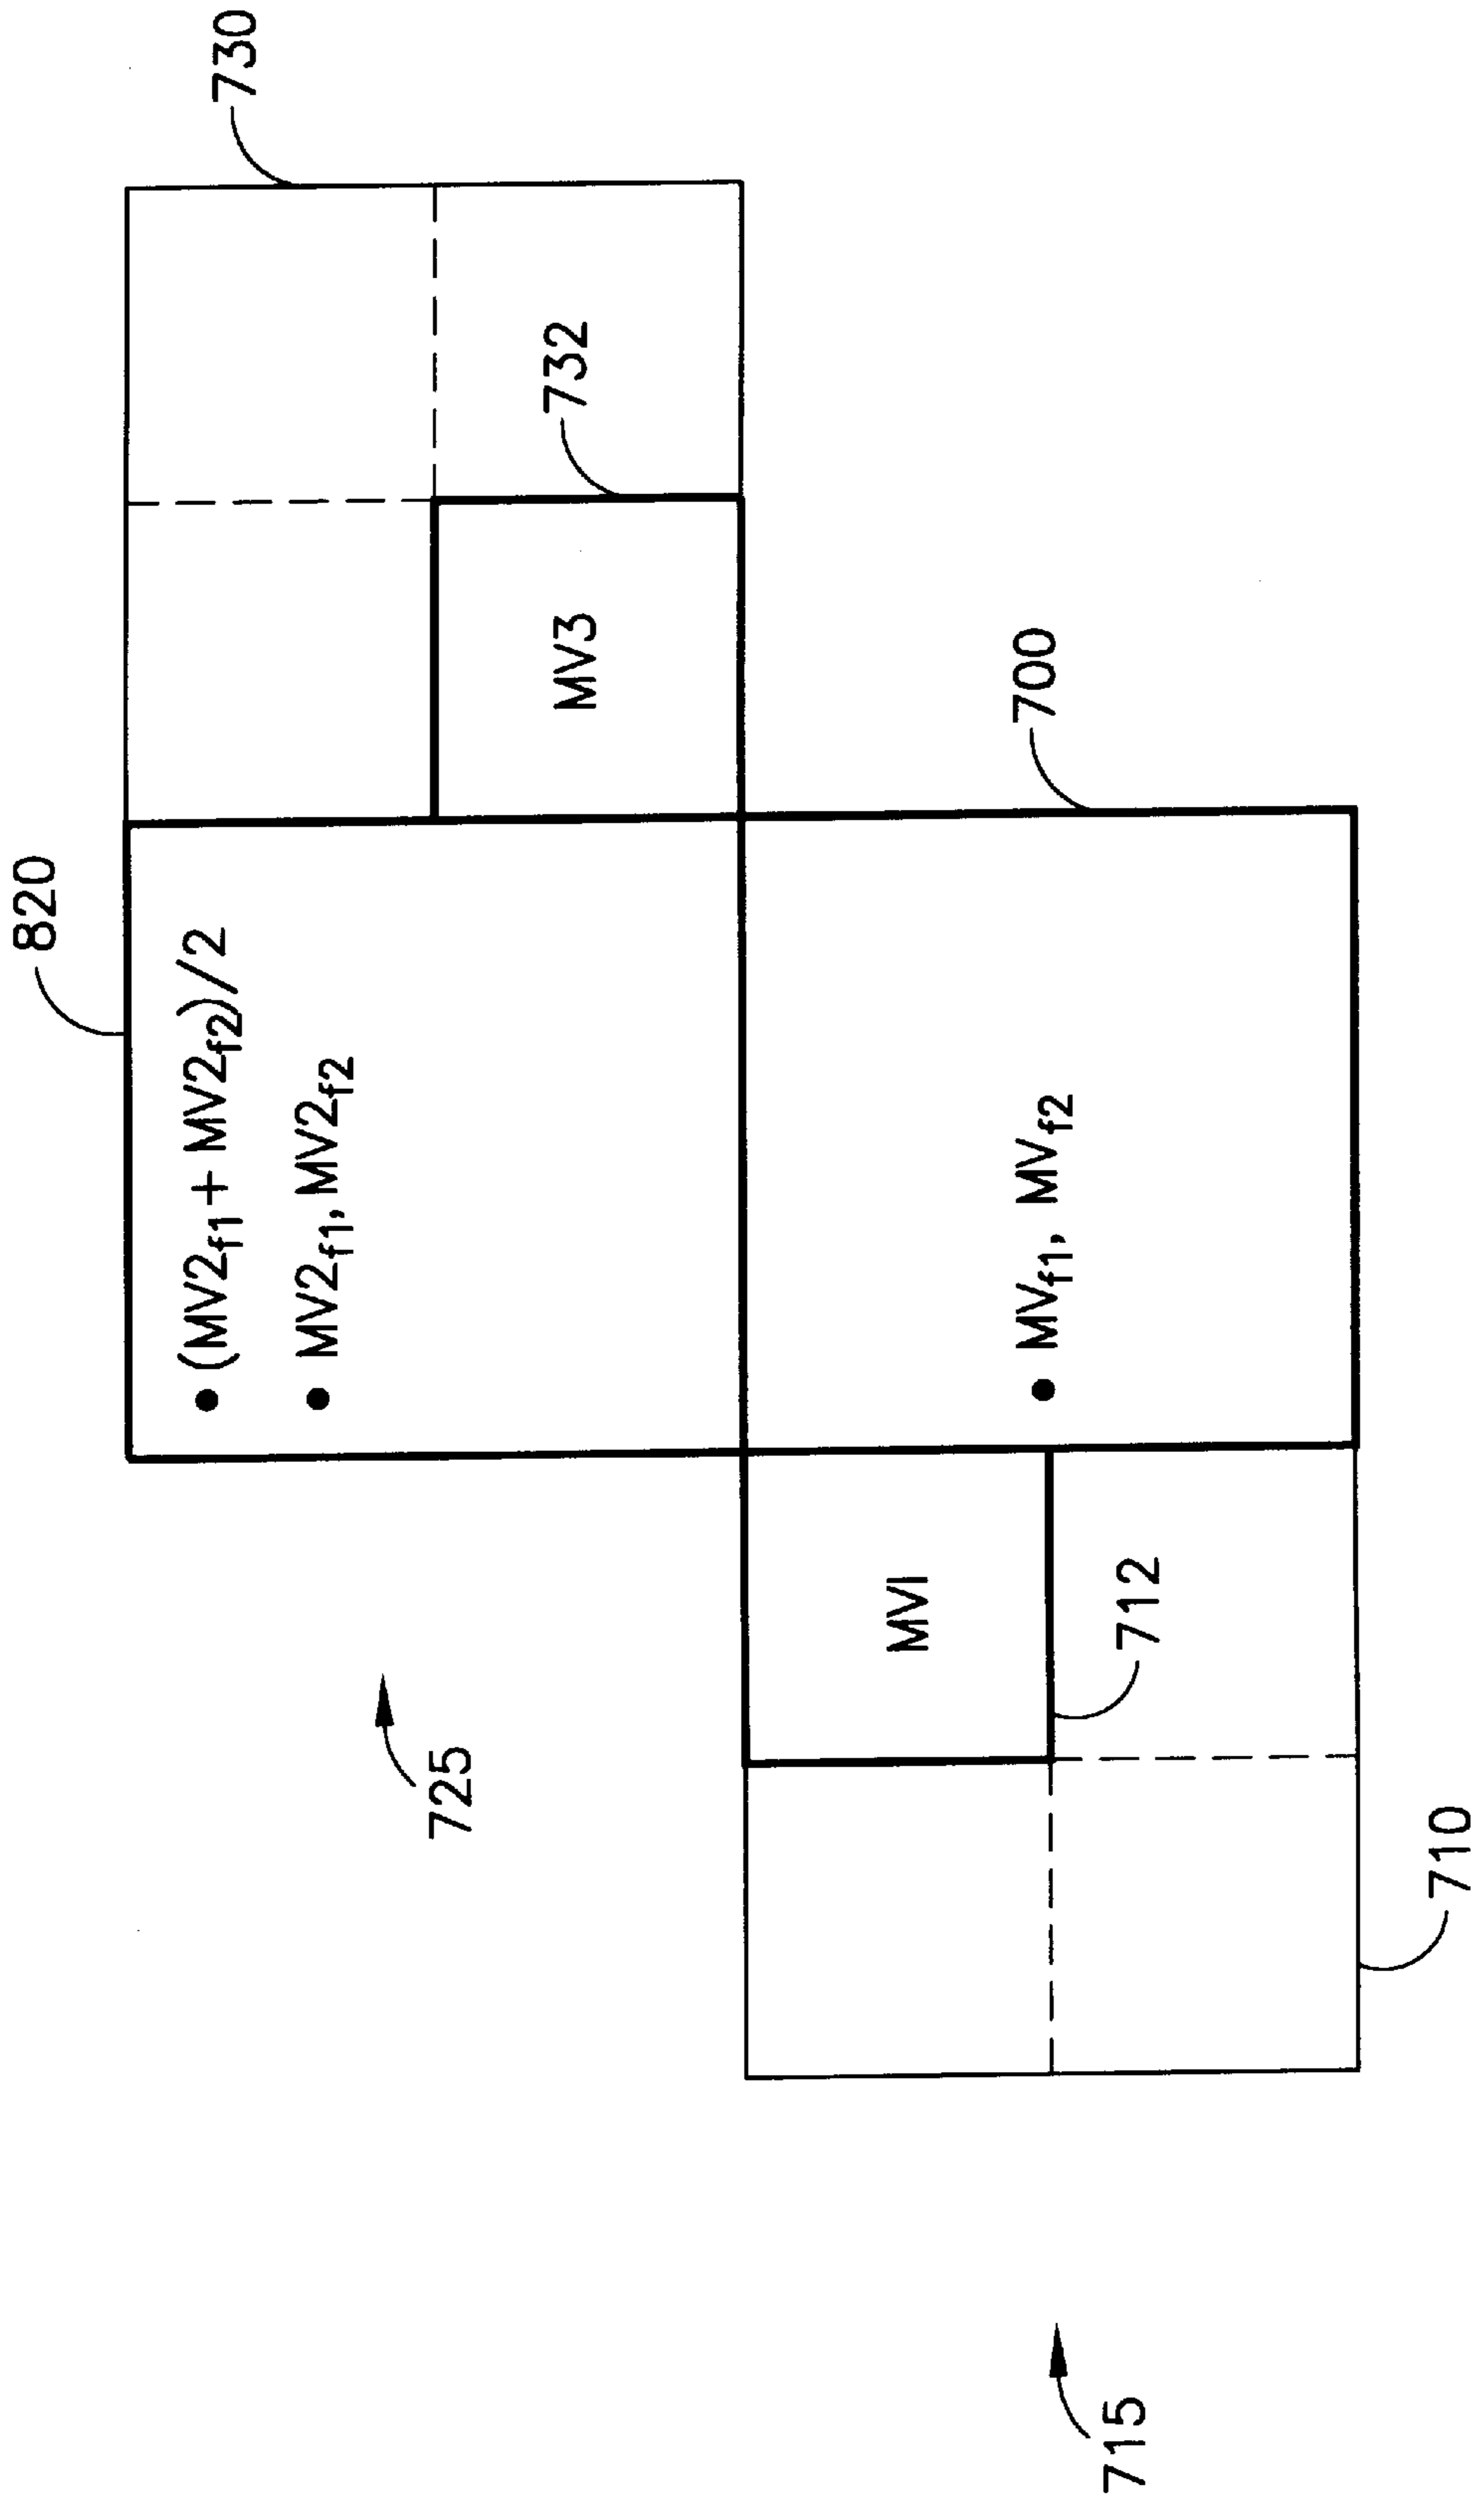 820
730
• (MV2f1+ MV2f2)/2
• MV2f1, MV2f2
725
732
MV3
MVI
700
• MVf1, MVf2
712
715
710